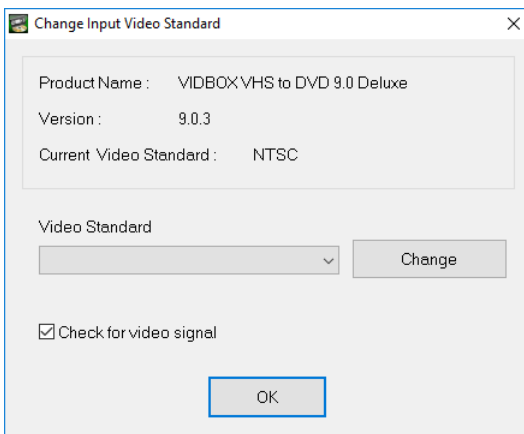 Change Input Video Standard
Product Name : VIDBOX VHS to DVD 9.0 Deluxe
Version : 9.0.3
Current Video Standard : NTSC
Video Standard
Change
Check for video signal
OK